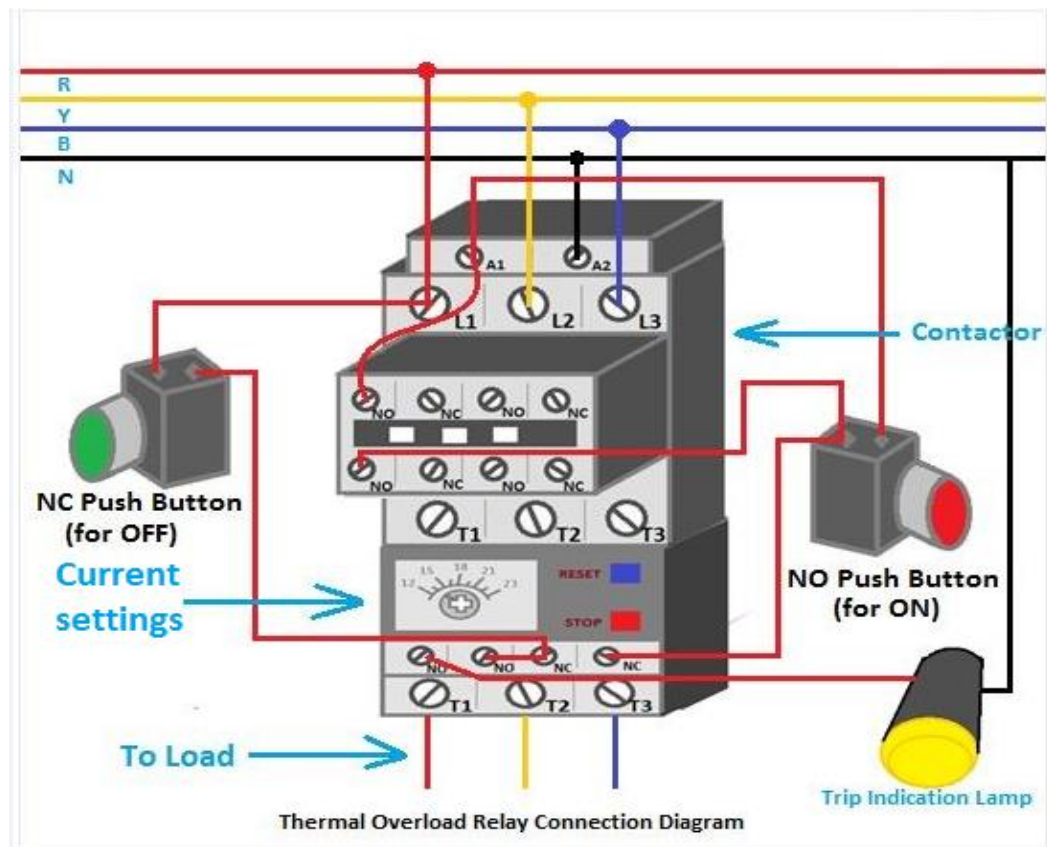 R
Y
B
N
A1 A2
L1 L2 L3
Contactor
NO NC NO NC
NO NC NO NC
NC Push Button
(for OFF)
T1 T2 T3
NO Push Button
(for ON)
Current
settings
12 15 18 21 23
RESET
STOP
NO NO NC NC
T1 T2 T3
To Load
Trip Indication Lamp
Thermal Overload Relay Connection Diagram